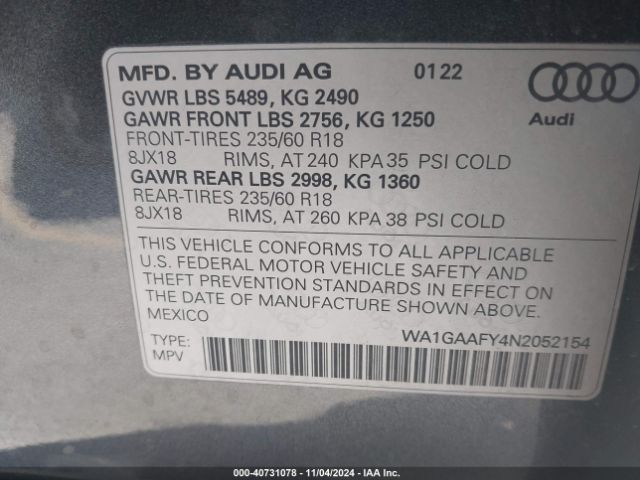 MFD. BY AUDI AG 0122
GVWR LBS 5489, KG 2490
GAWR FRONT LBS 2756, KG 1250
Audi
FRONT-TIRES 235/60 R18
8JX18 RIMS, AT 240 KPA 35 PSI COLD
GAWR REAR LBS 2998, KG 1360
REAR-TIRES 235/60 R18
8JX18 RIMS, AT 260 KPA 38 PSI COLD
THIS VEHICLE CONFORMS TO ALL APPLICABLE
U.S. FEDERAL MOTOR VEHICLE SAFETY AND
THEFT PREVENTION STANDARDS IN EFFECT ON
THE DATE OF MANUFACTURE SHOWN ABOVE.
MEXICO
TYPE: WA1GAAFY4N2052154
MPV
00-40731078 - 11/04/2024 - IAA Inc.